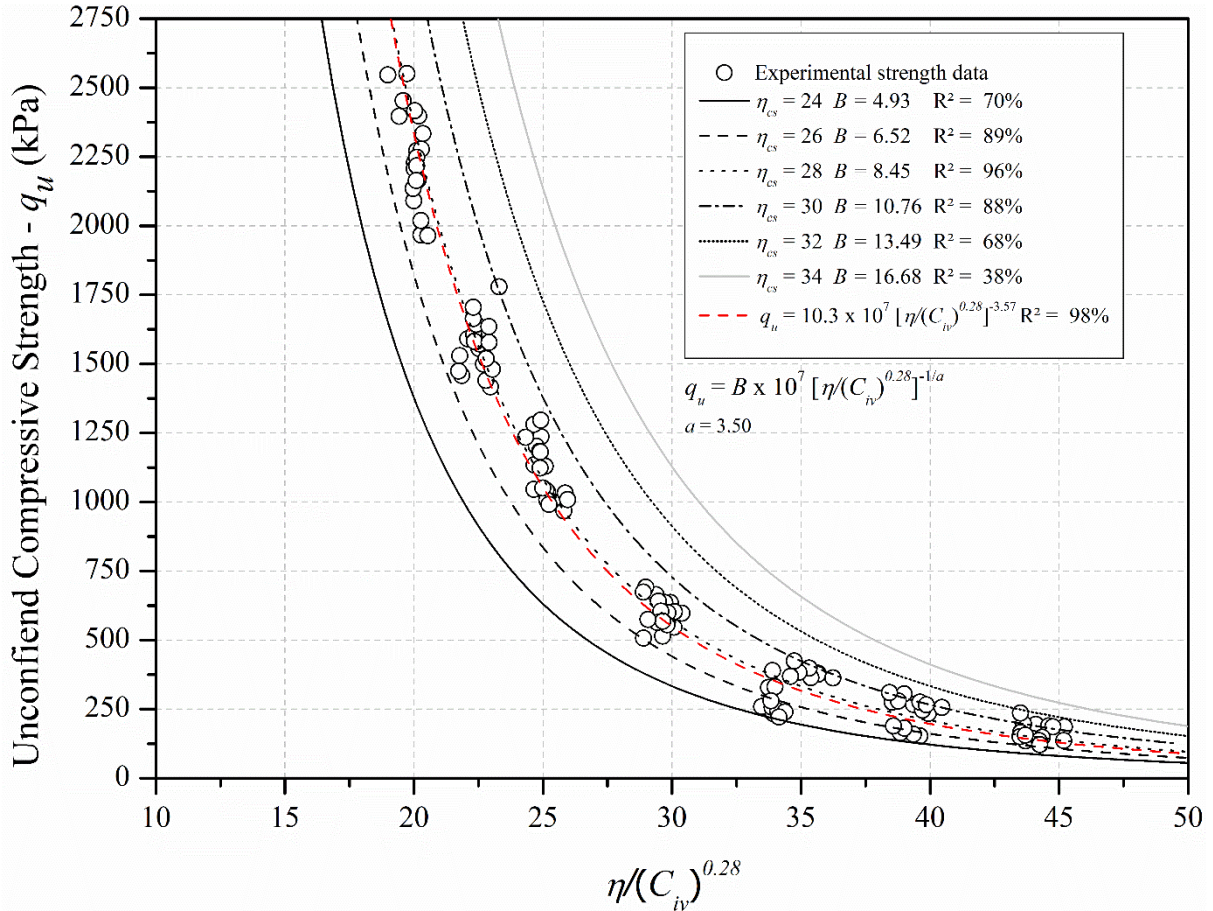 Unconfiend Compressive Strength - qu (kPa)
2750
2500
2250
2000
1750
1500
1250
1000
750
500
250
0
Experimental strength data
ηcs = 24 B = 4.93 R² = 70%
ηcs = 26 B – 6.52 R² = 89%
ηcs = 28 B = 8.45 R² = 96%
ηcs = 30 B = 10.76 R² = 88%
ηcs = 32 B = 13.49 R² = 68%
ηcs = 34 B = 16.68 R² = 38%
qu = 10.3 x 10^7 [η/(Civ)^0.28]^-3.57 R² = 98%
qu = B x 10^7 [η/(Civ)^0.28]^-1/a
a = 3.50
10 15 20 25 30 35 40 45 50
η/(Civ)^0.28